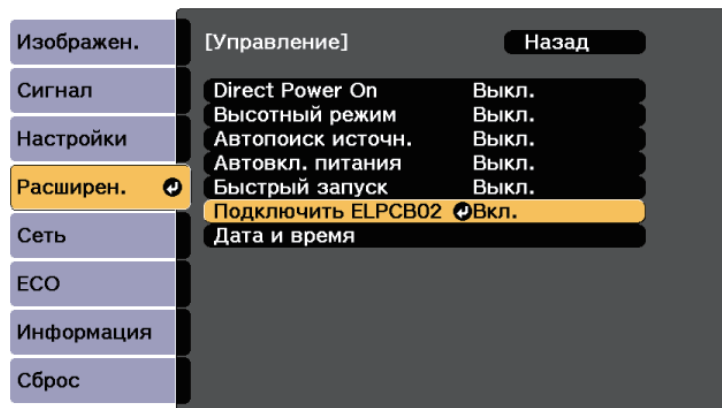 Изображен.
Сигнал
Настройки
Расширен.
Сеть
ECO
Информация
Сброс
[Управление] Назад
Direct Power On Выкл.
Высотный режим Выкл.
Автопоиск источн. Выкл.
Автовкл. питания Выкл.
Быстрый запуск Выкл.
Подключить ELPCB02 Вкл.
Дата и время